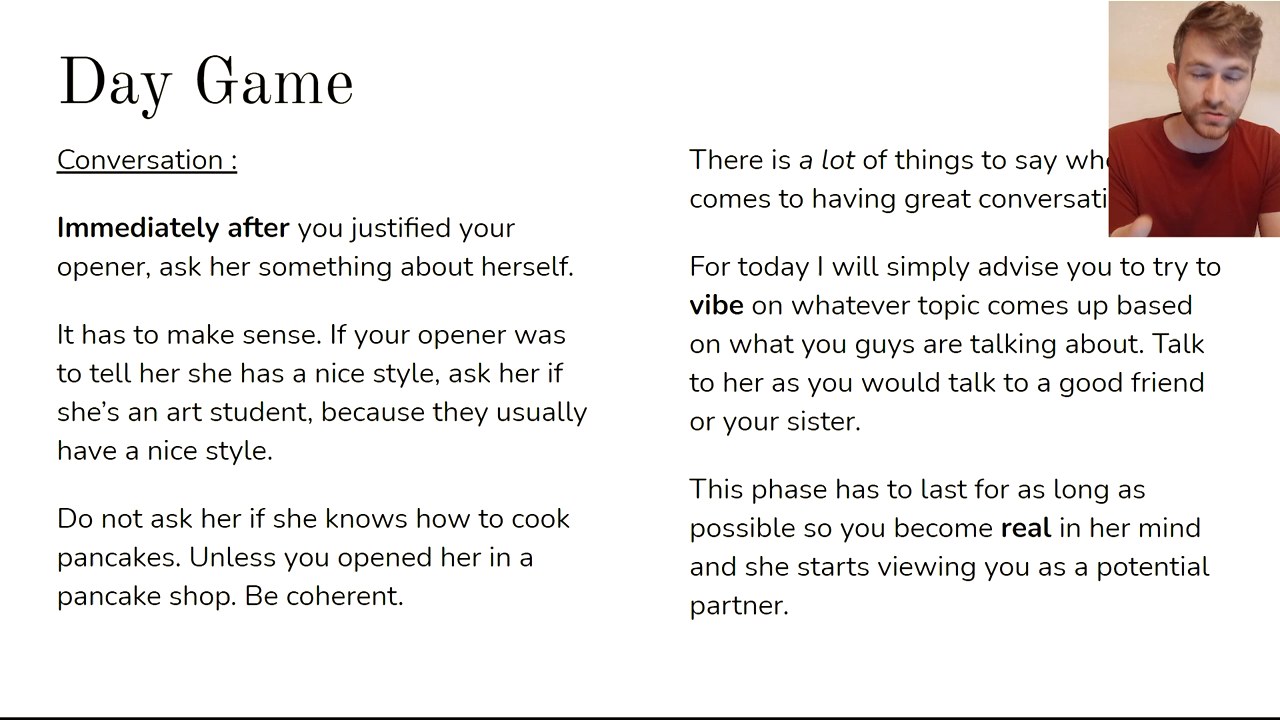 Day Game
Conversation :
Immediately after you justified your
opener, ask her something about herself.
It has to make sense. If your opener was
to tell her she has a nice style, ask her if
she’s an art student, because they usually
have a nice style.
Do not ask her if she knows how to cook
pancakes. Unless you opened her in a
pancake shop. Be coherent.
There is a lot of things to say
comes to having great
For today I will simply advise you to try to
vibe on whatever topic comes up based
on what you guys are talking about. Talk
to her as you would talk to a good friend
or your sister.
This phase has to last for as long as
possible so you become real in her mind
and she starts viewing you as a potential
partner.